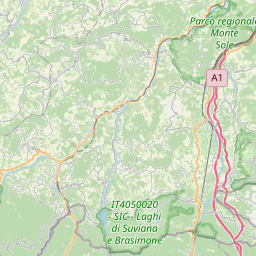 Parco regionale
Monte
Sole
A1
IT4050020
- SIC - Laghi
di Suviana
e Brasimone